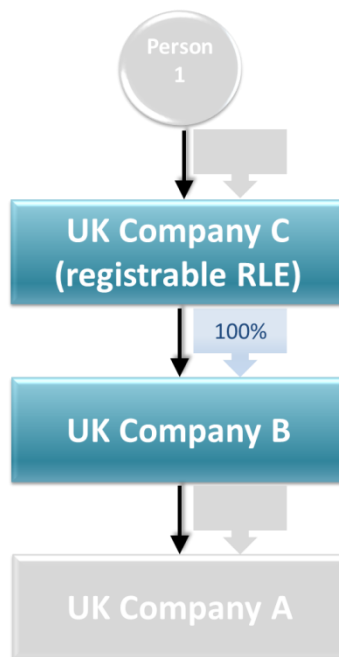 Person
1
UK Company C
(registrable RLE)
100%
UK Company B
UK Company A